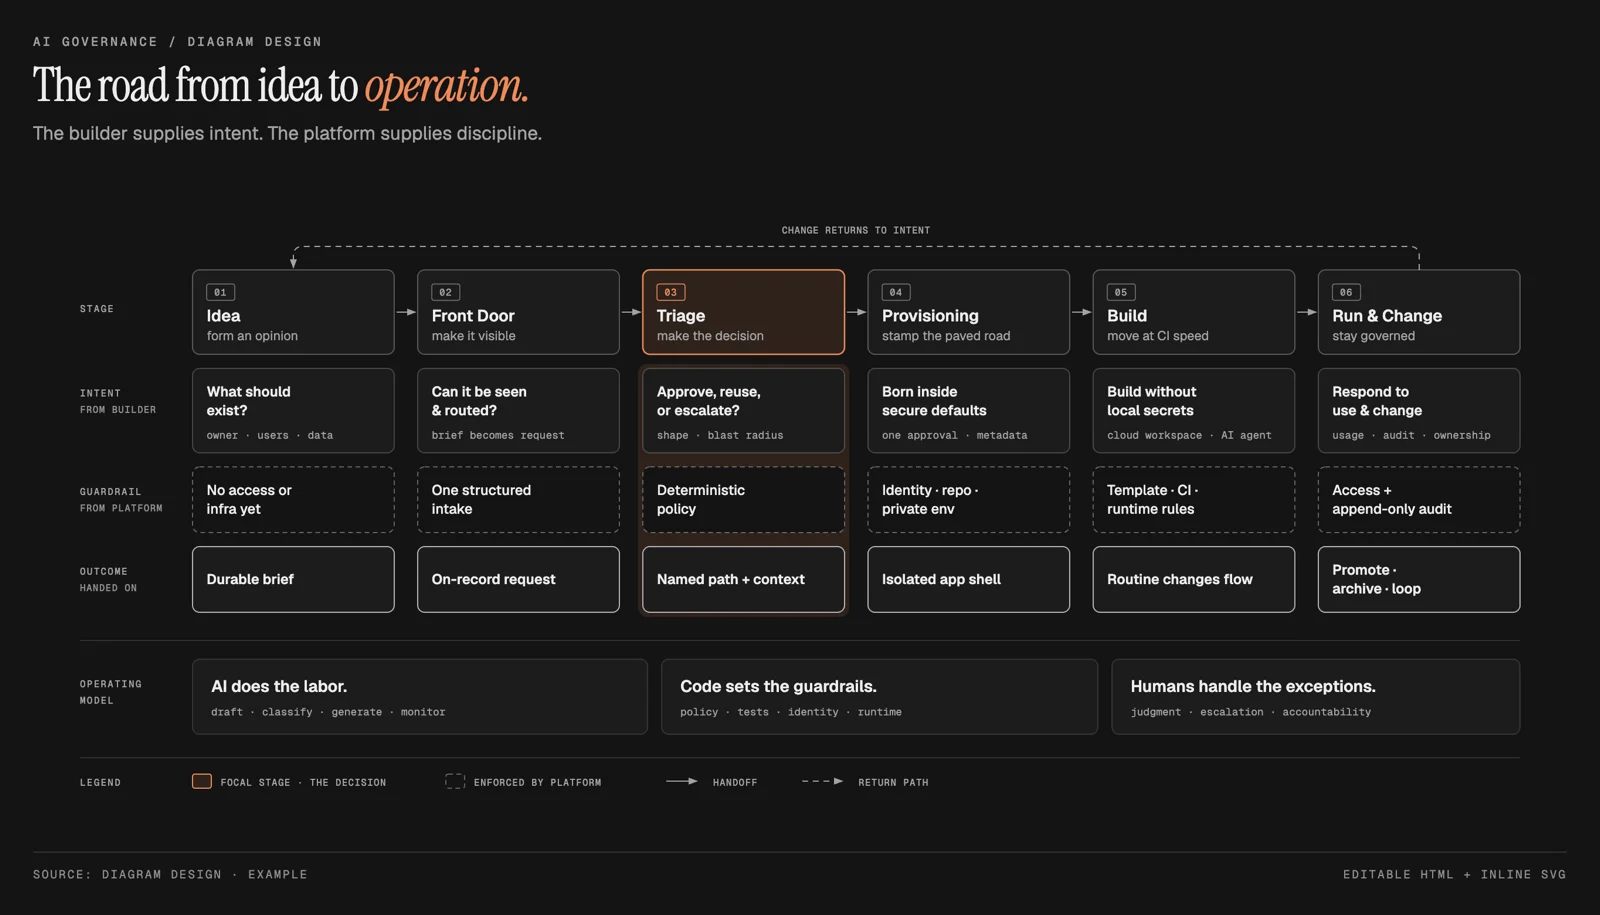 AI GOVERNANCE / DIAGRAM DESIGN
The road from idea to operation.
The builder supplies intent. The platform supplies discipline.
CHANGE RETURNS TO INTENT
STAGE
01
Idea
form an opinion
02
Front Door
make it visible
03
Triage
make the decision
04
Provisioning
stamp the paved road
05
Build
move at CI speed
06
Run & Change
stay governed
INTENT
FROM BUILDER
What should
exist?
owner · users · data
Can it be seen
& routed?
brief becomes request
Approve, reuse,
or escalate?
shape · blast radius
Born inside
secure defaults
one approval · metadata
Build without
local secrets
cloud workspace · AI agent
Respond to
use & change
usage · audit · ownership
GUARDRAIL
FROM PLATFORM
No access or
infra yet
One structured
intake
Deterministic
policy
Identity · repo ·
private env
Template · CI ·
runtime rules
Access +
append-only audit
OUTCOME
HANDED ON
Durable brief
On-record request
Named path + context
Isolated app shell
Routine changes flow
Promote ·
archive · loop
OPERATING
MODEL
AI does the labor.
draft · classify · generate · monitor
Code sets the guardrails.
policy · tests · identity · runtime
Humans handle the exceptions.
judgment · escalation · accountability
LEGEND
FOCAL STAGE · THE DECISION
ENFORCED BY PLATFORM
HANDOFF
RETURN PATH
SOURCE: DIAGRAM DESIGN · EXAMPLE
EDITABLE HTML + INLINE SVG